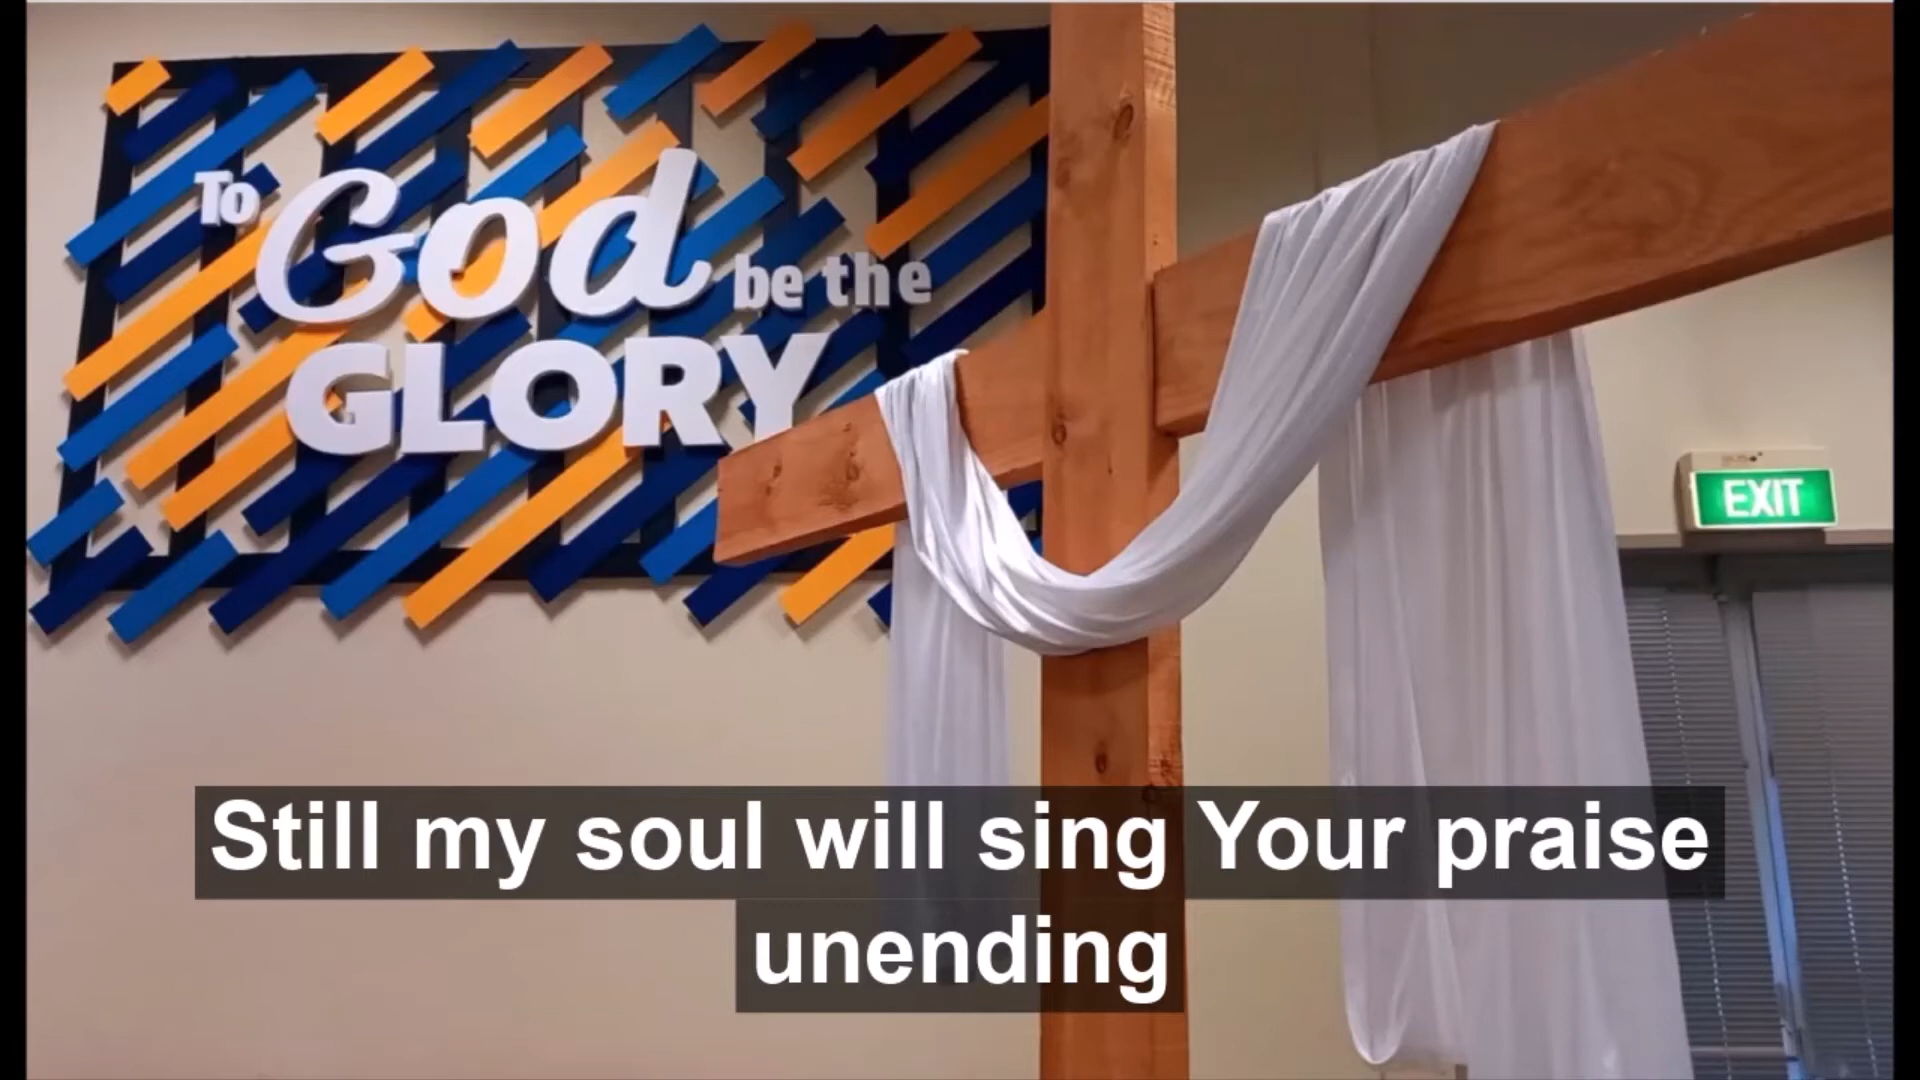 To God be the
GLORY
EXIT
Still my soul will sing Your praise
unending